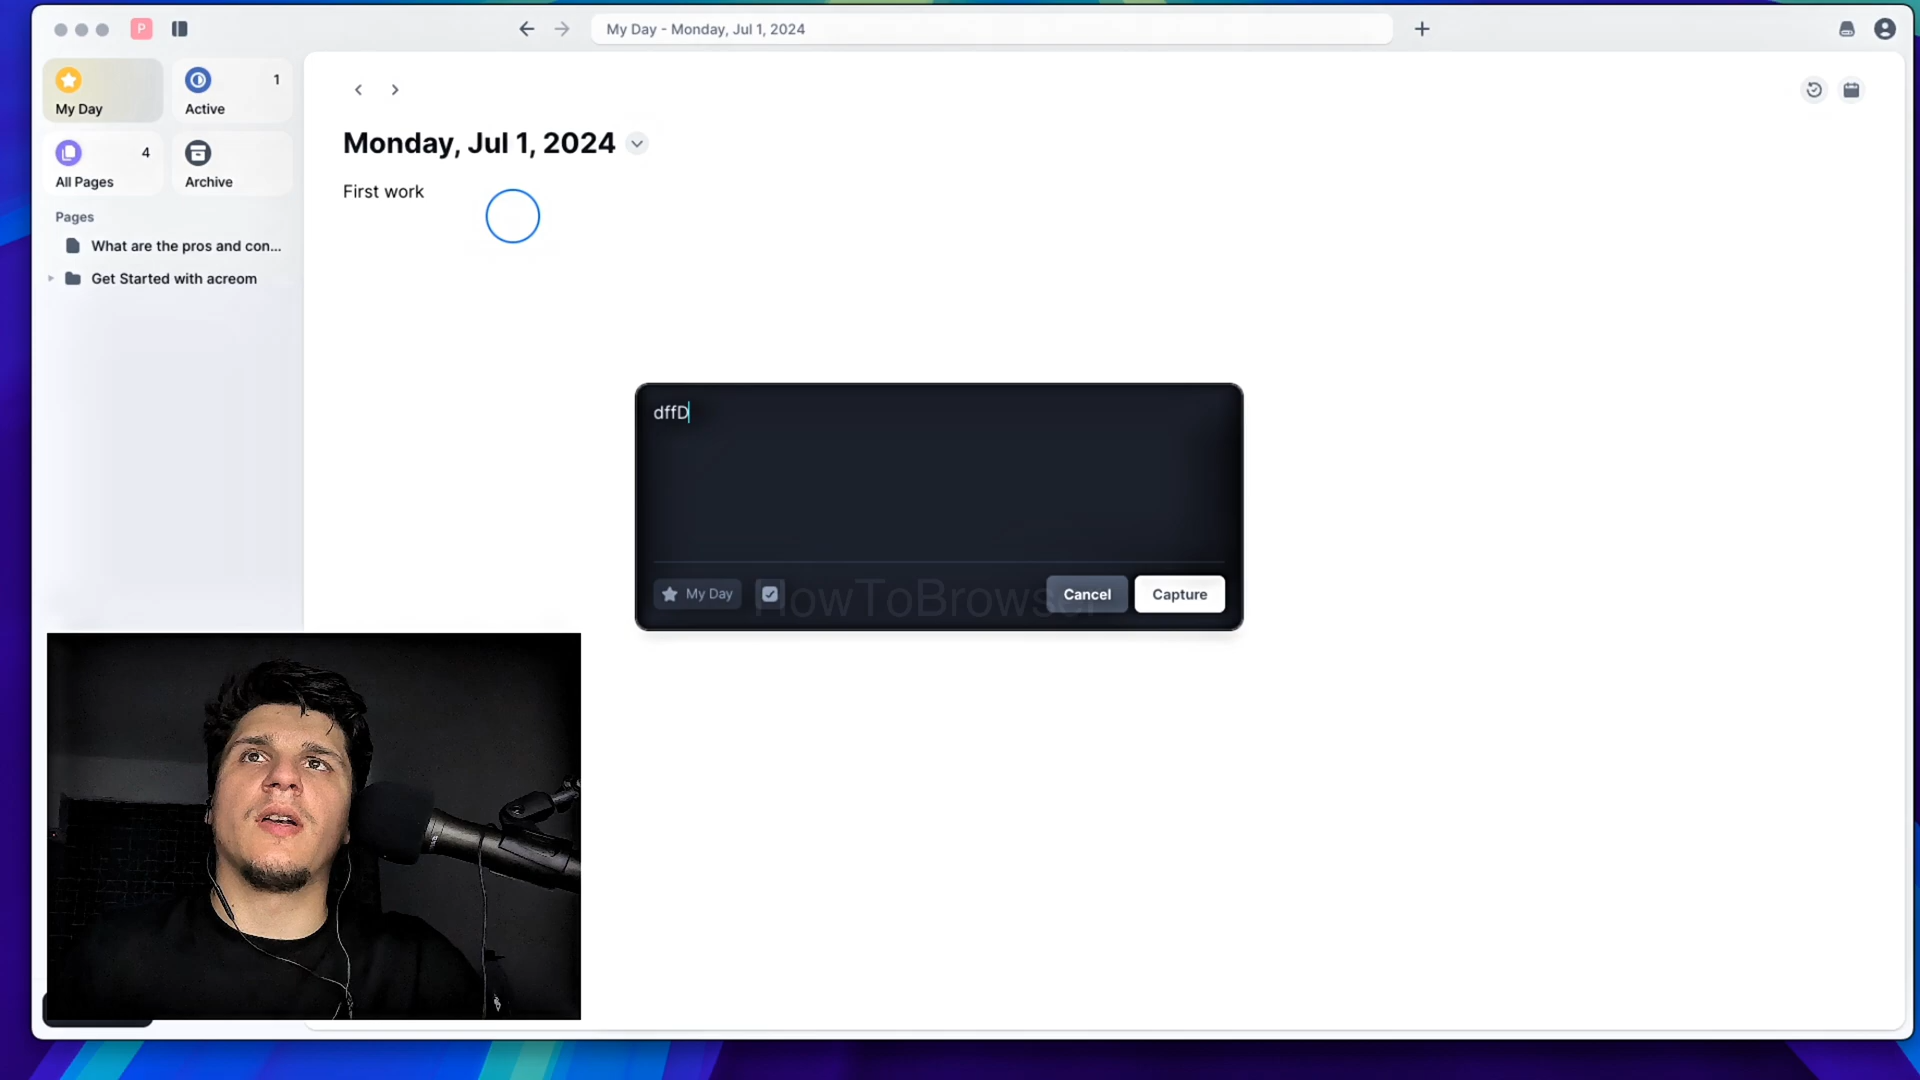 P
My Day - Monday, Jul 1, 2024
My Day
Active
1
All Pages
4
Archive
Pages
What are the pros and con...
Get Started with acreom
Monday, Jul 1, 2024
First work
dffD
My Day
HowToBrowser
Cancel
Capture